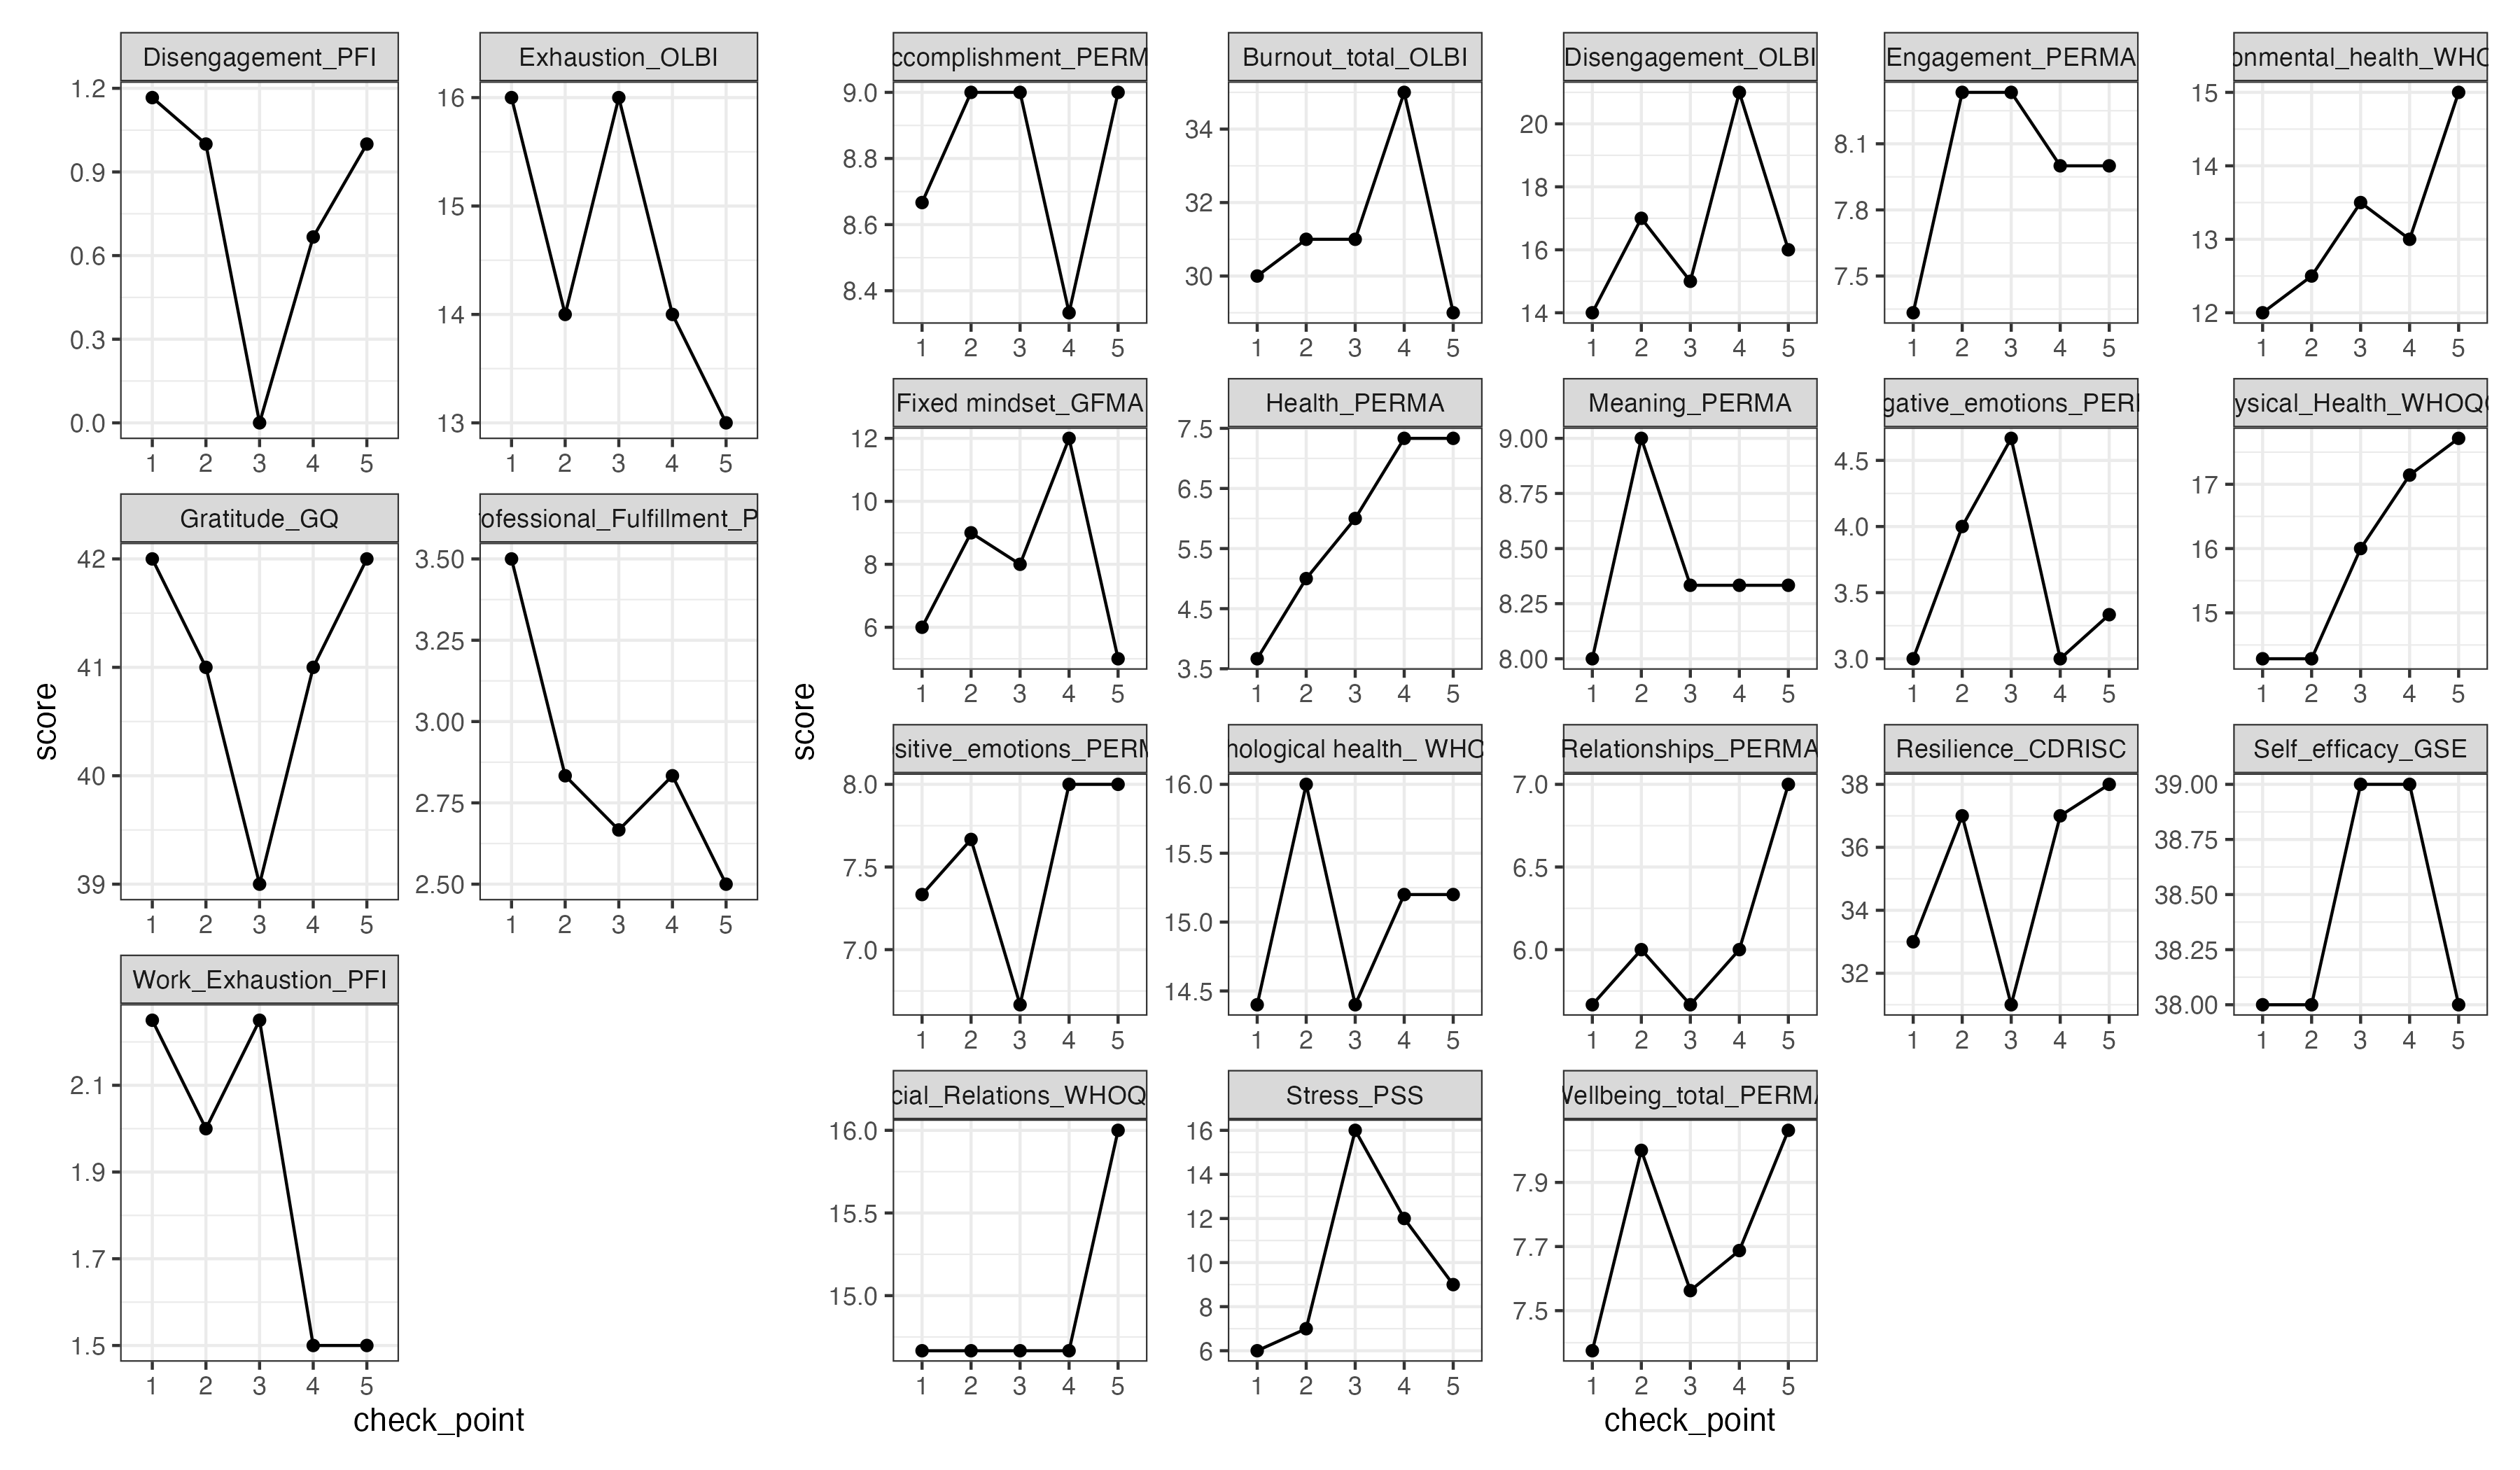 Disengagement_PFI
1.2
0.9
0.6
0.3
0.0
1 2 3 4 5
Exhaustion_OLBI
16
15
14
13
1 2 3 4 5
Gratitude_GQ
42
41
40
39
1 2 3 4 5
ofessional_Fulfillment_P
3.50
3.25
3.00
2.75
2.50
1 2 3 4 5
Work_Exhaustion_PFI
2.1
1.9
1.7
1.5
1 2 3 4 5
score
check_point
ccomplishment_PERM
9.0
8.8
8.6
8.4
1 2 3 4 5
Burnout_total_OLBI
34
32
30
1 2 3 4 5
Disengagement_OLBI
20
18
16
14
1 2 3 4 5
Engagement_PERMA
8.1
7.8
7.5
1 2 3 4 5
onmental_health_WHO
15
14
13
12
1 2 3 4 5
Fixed mindset_GFMA
12
10
8
6
1 2 3 4 5
Health_PERMA
7.5
6.5
5.5
4.5
3.5
1 2 3 4 5
Meaning_PERMA
9.00
8.75
8.50
8.25
8.00
1 2 3 4 5
gative_emotions_PERI
4.5
4.0
3.5
3.0
1 2 3 4 5
ysical_Health_WHOQ
17
16
15
1 2 3 4 5
sitive_emotions_PERM
8.0
7.5
7.0
1 2 3 4 5
hological health_ WHO
16.0
15.5
15.0
14.5
1 2 3 4 5
Relationships_PERMA
7.0
6.5
6.0
1 2 3 4 5
Resilience_CDRISC
38
36
34
32
1 2 3 4 5
Self_efficacy_GSE
39.00
38.75
38.50
38.25
38.00
1 2 3 4 5
cial_Relations_WHOQ
16.0
15.5
15.0
1 2 3 4 5
Stress_PSS
16
14
12
10
8
6
1 2 3 4 5
Wellbeing_total_PERMA
7.9
7.7
7.5
1 2 3 4 5
score
check_point